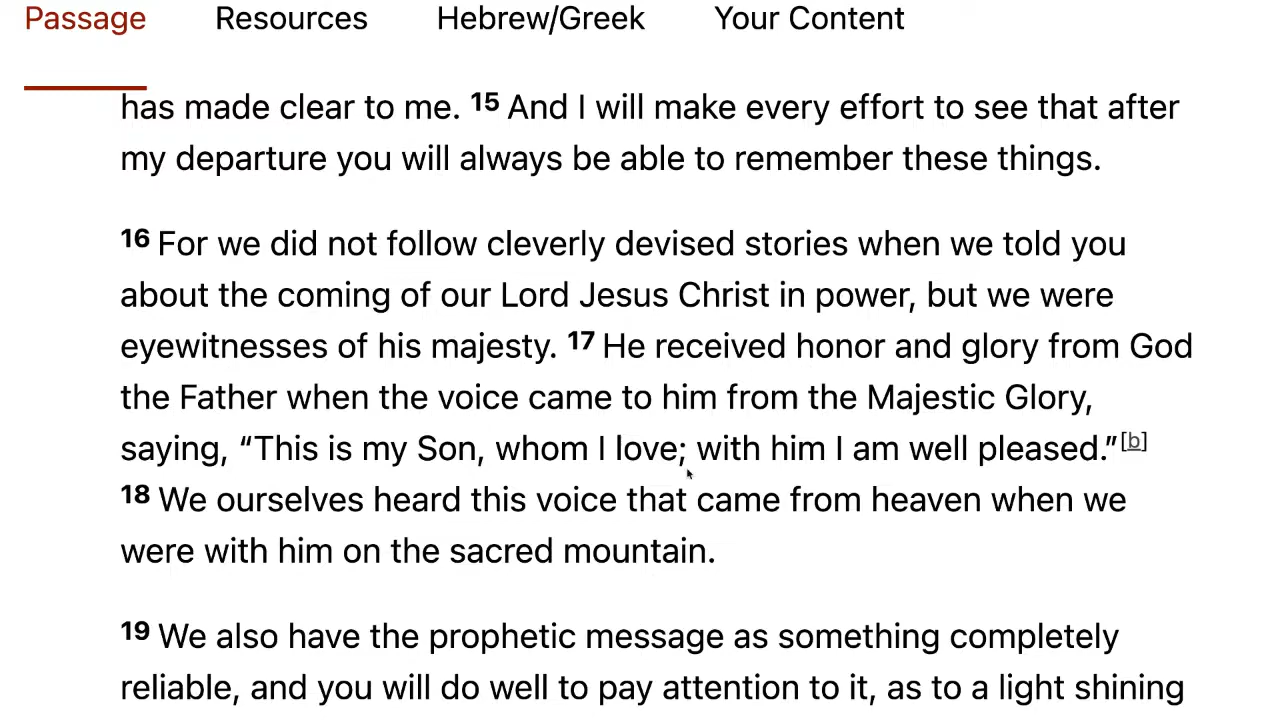 Passage Resources Hebrew/Greek Your Content
has made clear to me. 15 And I will make every effort to see that after
my departure you will always be able to remember these things.
16 For we did not follow cleverly devised stories when we told you
about the coming of our Lord Jesus Christ in power, but we were
eyewitnesses of his majesty. 17 He received honor and glory from God
the Father when the voice came to him from the Majestic Glory,
saying, “This is my Son, whom I love; with him I am well pleased.”[b]
18 We ourselves heard this voice that came from heaven when we
were with him on the sacred mountain.
19 We also have the prophetic message as something completely
reliable, and you will do well to pay attention to it, as to a light shining